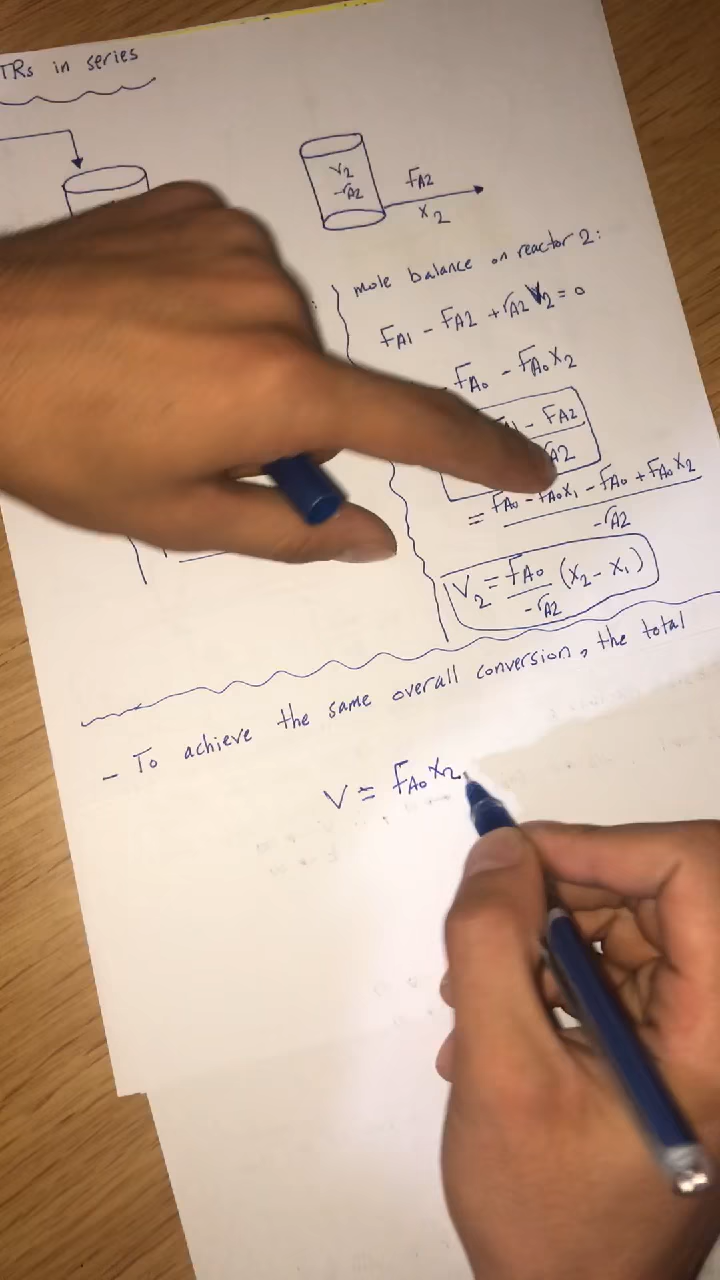 TRs in series
V2
-rA2
FA2
X2
mole balance on reactor 2:
FA1 - FA2 + rA2 V2 = 0
FA0 - FA0X2
- FA2
A2
= FA0 - FA0X1 - FA0 + FA0X2
-rA2
V2 = FA0 (X2 - X1)
-rA2
- To achieve the same overall conversion, the total
V = FA0X2